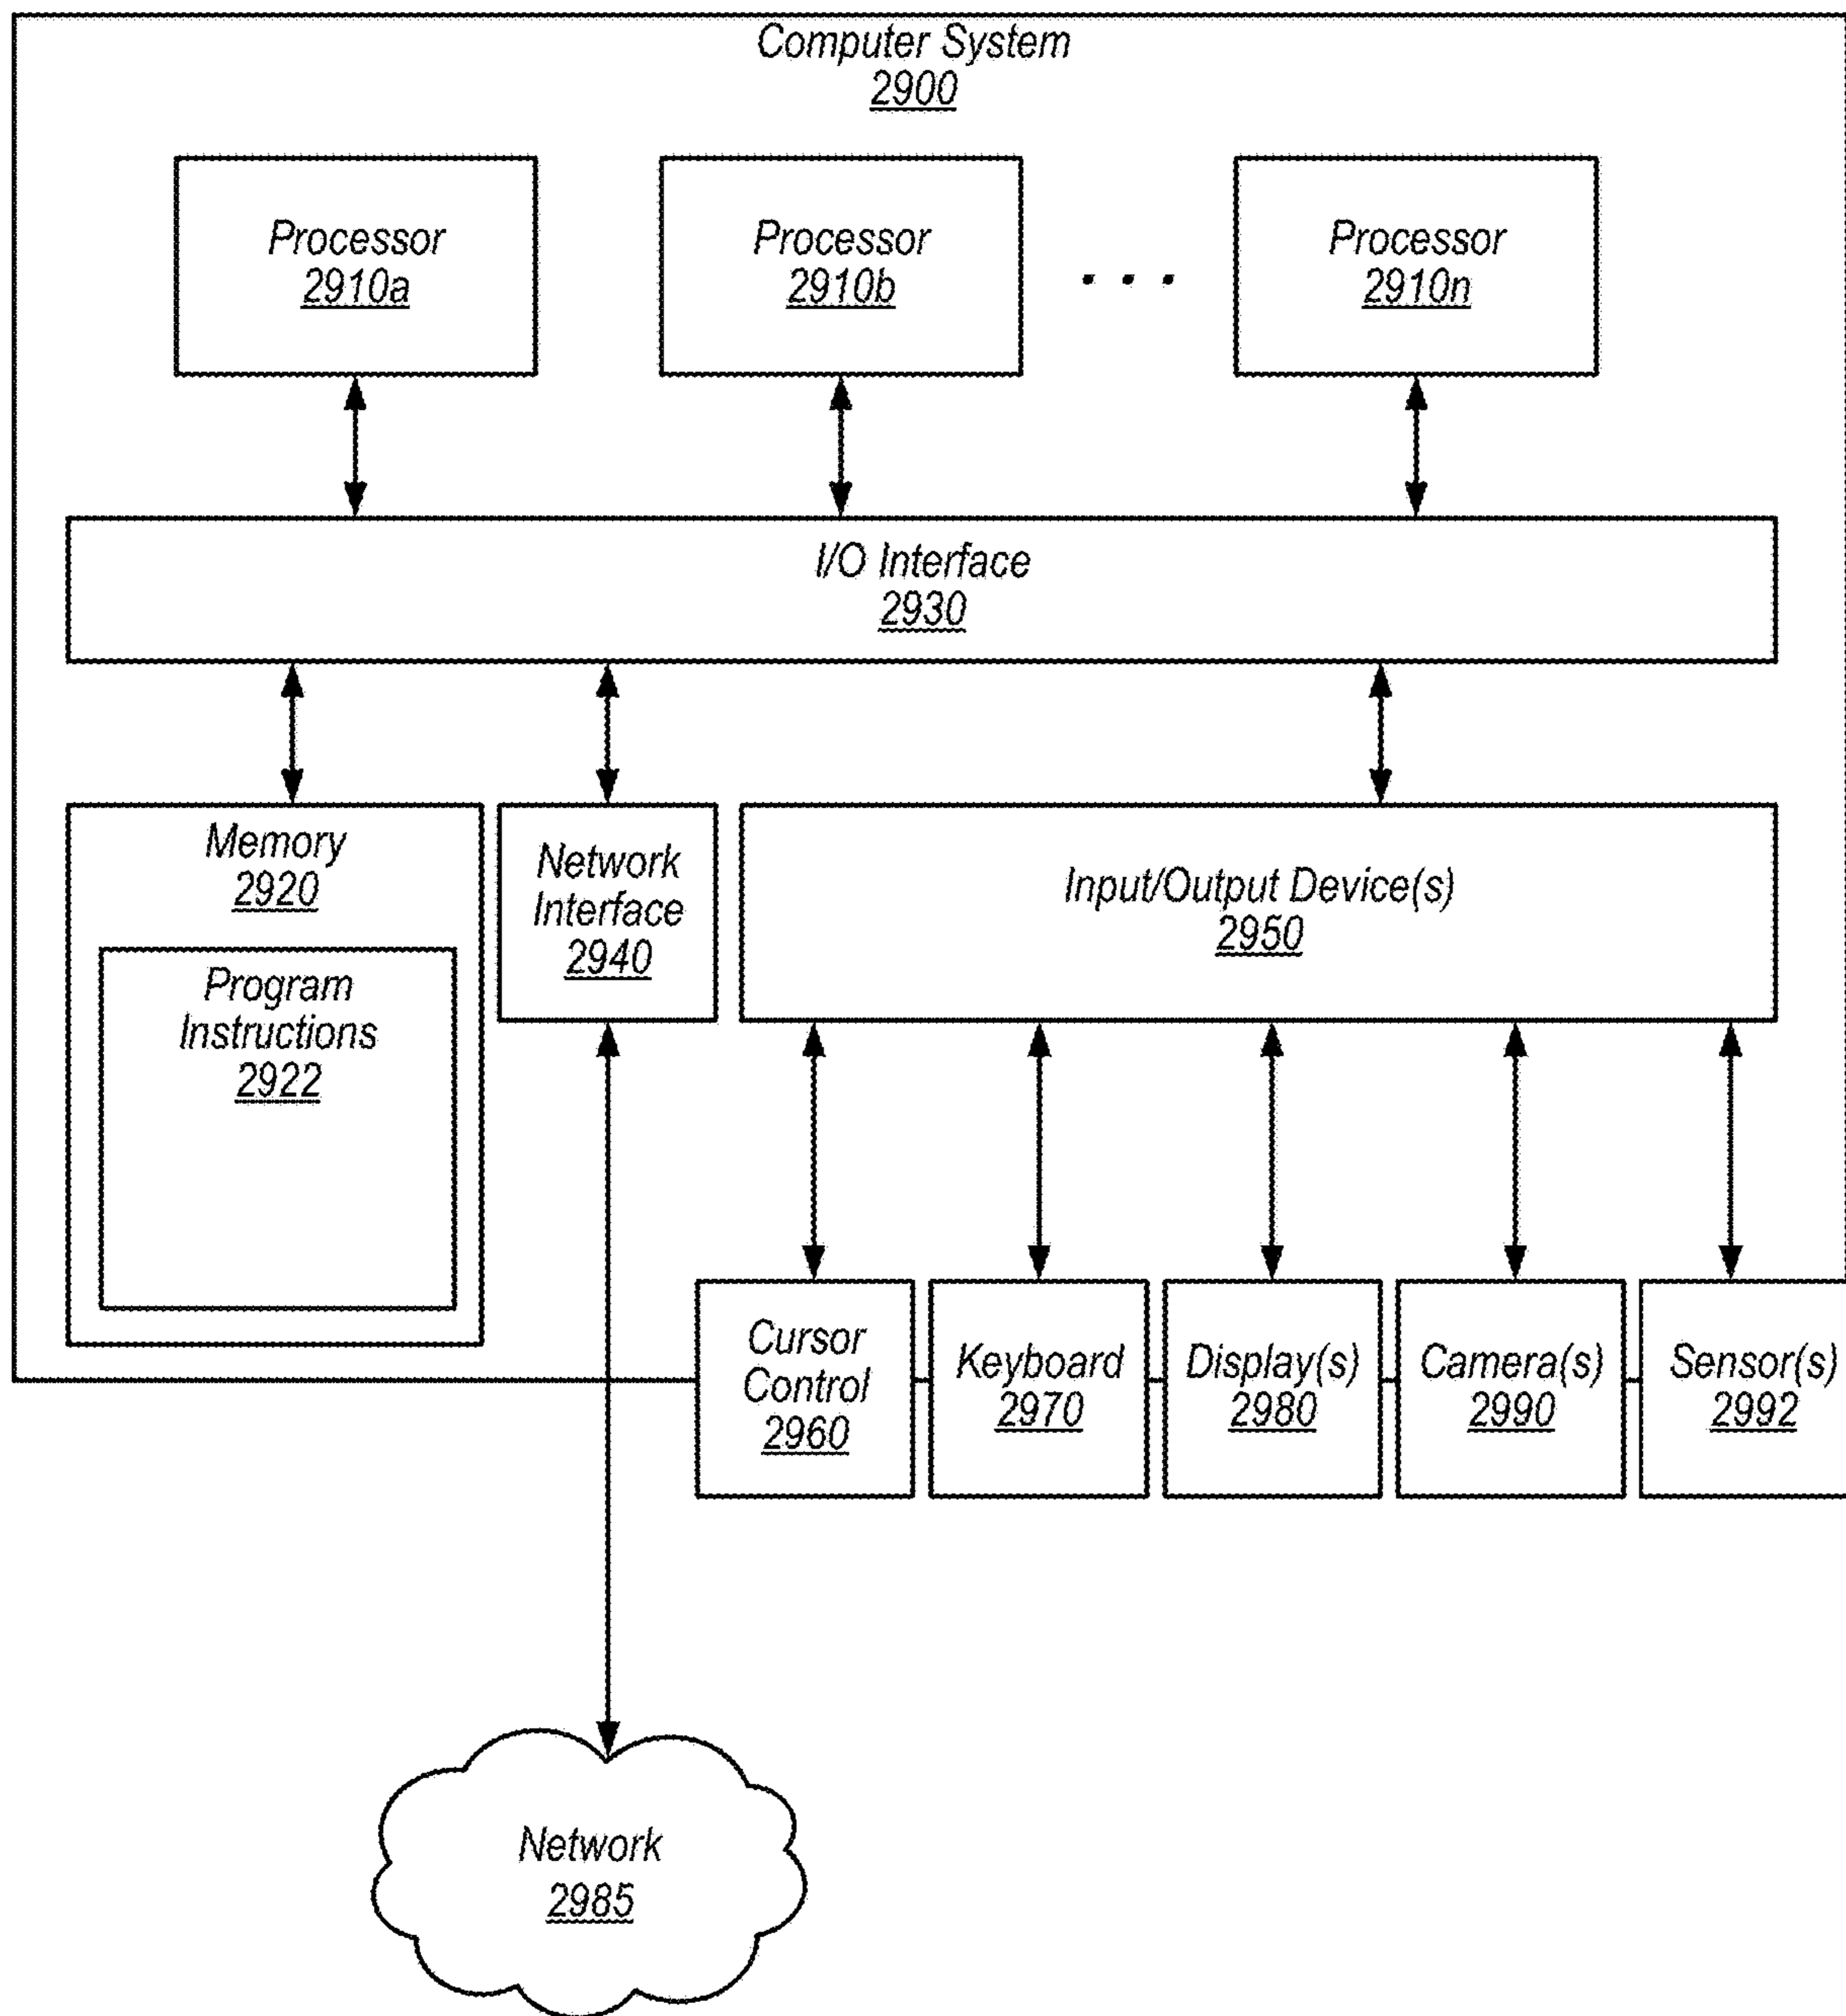 Computer System
2900
Processor
2910a
Processor
2910b
. . .
Processor
2910n
I/O Interface
2930
Memory
2920
Program
Instructions
2922
Network
Interface
2940
Input/Output Device(s)
2950
Cursor
Control
2960
Keyboard
2970
Display(s)
2980
Camera(s)
2990
Sensor(s)
2992
Network
2985